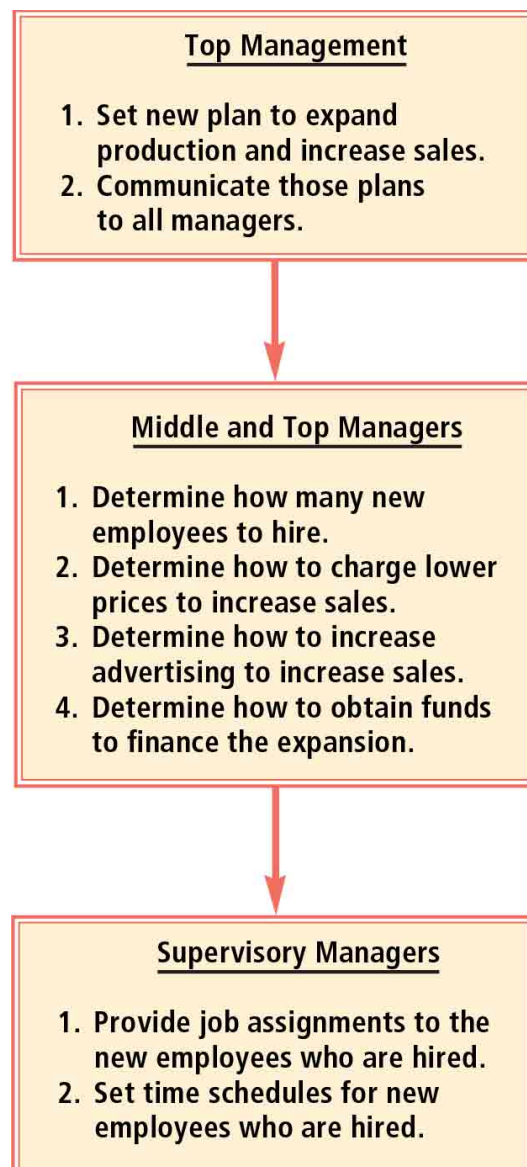 Top Management
1. Set new plan to expand
production and increase sales.
2. Communicate those plans
to all managers.
Middle and Top Managers
1. Determine how many new
employees to hire.
2. Determine how to charge lower
prices to increase sales.
3. Determine how to increase
advertising to increase sales.
4. Determine how to obtain funds
to finance the expansion.
Supervisory Managers
1. Provide job assignments to the
new employees who are hired.
2. Set time schedules for new
employees who are hired.